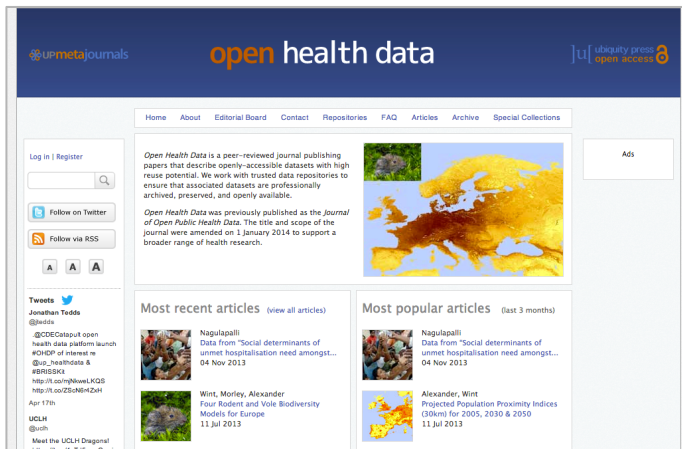 UPmetajournals
open health data
]u[ ubiquity press
open access
Home About Editorial Board Contact Repositories FAQ Articles Archive Special Collections
Log in | Register
Follow on Twitter
Follow via RSS
A A A
Tweets
Jonathan Tedds
@jtedds
.@CDECatapult open
health data platform launch
#OHDP of interest re
@up_healthdata &
#BRISSKit
http://t.co/mjNkweLKQS
http://t.co/ZScN6r4ZxH
Apr 17th
UCLH
@uclh
Meet the UCLH Dragons!
Open Health Data is a peer-reviewed journal publishing
papers that describe openly-accessible datasets with high
reuse potential. We work with trusted data repositories to
ensure that associated datasets are professionally
archived, preserved, and openly available.
Open Health Data was previously published as the Journal
of Open Public Health Data. The title and scope of the
journal were amended on 1 January 2014 to support a
broader range of health research.
Ads
Most recent articles (view all articles)
Nagulapalli
Data from "Social determinants of
unmet hospitalisation need amongst...
04 Nov 2013
Wint, Morley, Alexander
Four Rodent and Vole Biodiversity
Models for Europe
11 Jul 2013
Most popular articles (last 3 months)
Nagulapalli
Data from "Social determinants of
unmet hospitalisation need amongst...
04 Nov 2013
Alexander, Wint
Projected Population Proximity Indices
(30km) for 2005, 2030 & 2050
11 Jul 2013